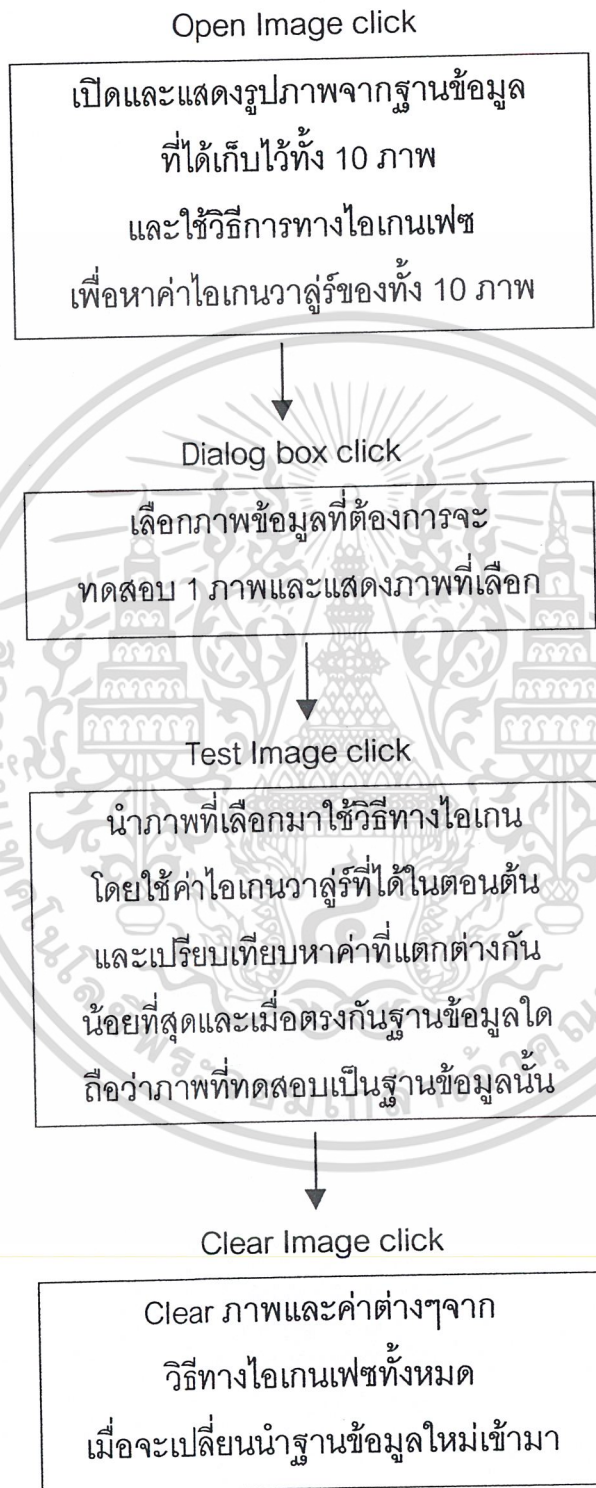 Open Image click
เปิดและแสดงรูปภาพจากฐานข้อมูล
ที่ได้เก็บไว้ทั้ง 10 ภาพ
และใช้วิธีการทางไอเกนเฟซ
เพื่อหาค่าไอเกนวาลู่ร์ของทั้ง 10 ภาพ
Dialog box click
เลือกภาพข้อมูลที่ต้องการจะ
ทดสอบ 1 ภาพและแสดงภาพที่เลือก
Test Image click
นำภาพที่เลือกมาใช้วิธีทางไอเกน
โดยใช้ค่าไอเกนวาลู่ร์ที่ได้ในตอนต้น
และเปรียบเทียบหาค่าที่แตกต่างกัน
น้อยที่สุดและเมื่อตรงกันฐานข้อมูลใด
ถือว่าภาพที่ทดสอบเป็นฐานข้อมูลนั้น
Clear Image click
Clear ภาพและค่าต่างๆจาก
วิธีทางไอเกนเฟซทั้งหมด
เมื่อจะเปลี่ยนนำฐานข้อมูลใหม่เข้ามา